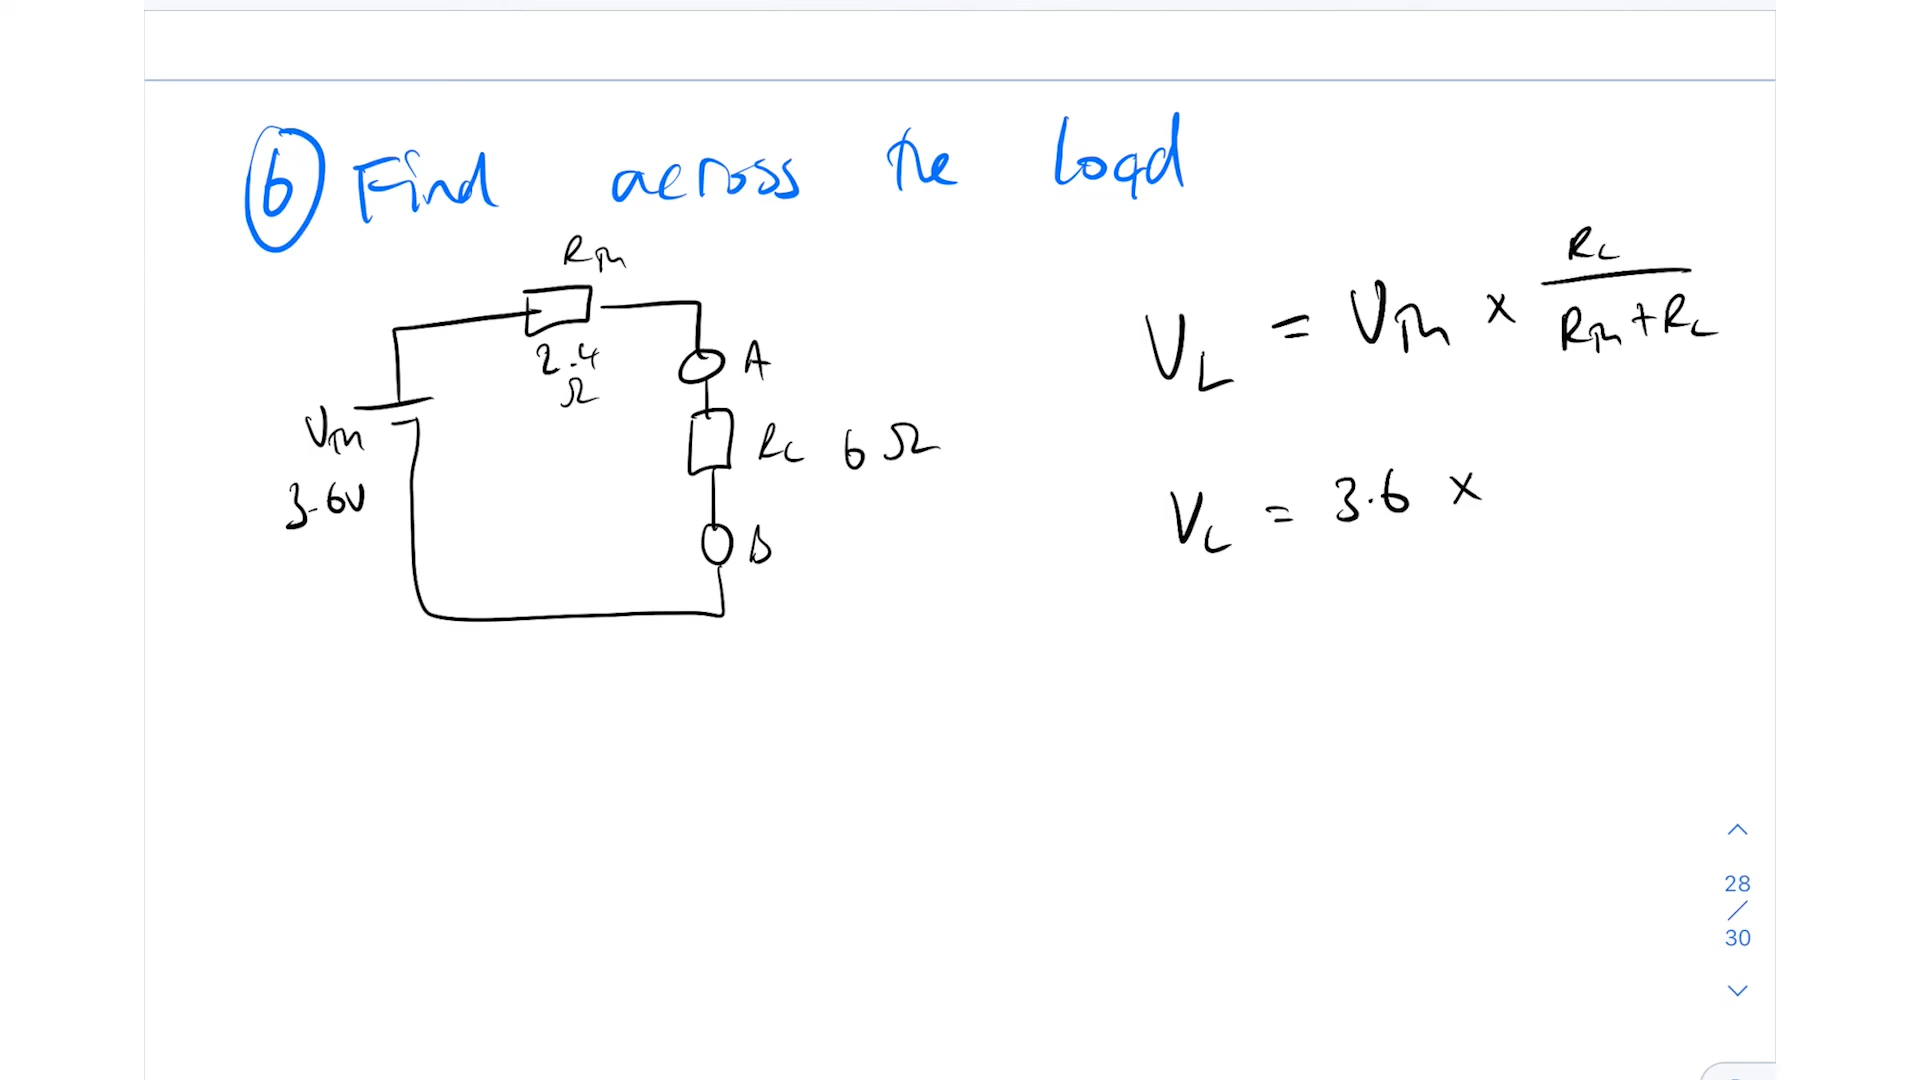 6 Find across the load
RTh
2.4
Ω
A
VTh
3.6V
RL 6 Ω
B
VL = VTh × RL / RTh + RL
VL = 3.6 ×
28
/
30